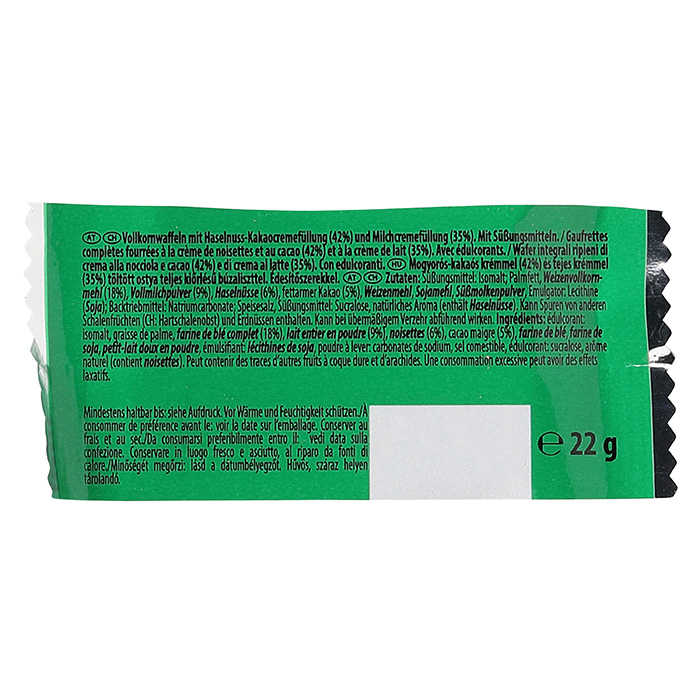 AT CH Vollkornwaffeln mit Haselnuss-Kakaocremefüllung (42%) und Milchcremefüllung (35%). Mit Süßungsmitteln. / Gaufrettes
complètes fourrées à la crème de noisettes et au cacao (42%) et à la crème de lait (35%). Avec édulcorants. / Wafer integrali ripieni di
crema alla nocciola e cacao (42%) e di crema al latte (35%). Con edulcoranti. HU Mogyorós-kakaós krémmel (42%) és tejes krémmel
(35%) töltött ostya teljes kiőrlésű búzaliszttel. Édesítőszerekkel. AT CH Zutaten: Süßungsmittel: Isomalt; Palmfett, Weizenvollkorn-
mehl (18%), Vollmilchpulver (9%), Haselnüsse (6%), fettarmer Kakao (5%), Weizenmehl, Sojamehl, Süßmolkenpulver, Emulgator: Lecithine
(Soja); Backtriebmittel: Natriumcarbonate; Speisesalz, Süßungsmittel: Sucralose, natürliches Aroma (enthält Haselnüsse). Kann Spuren von anderen
Schalenfrüchten (CH: Hartschalenobst) und Erdnüssen enthalten. Kann bei übermäßigem Verzehr abführend wirken. Ingrédients: édulcorant:
isomalt, graisse de palme, farine de blé complet (18%), lait entier en poudre (9%), noisettes (6%), cacao maigre (5%), farine de blé, farine de
soja, petit-lait doux en poudre, émulsifiant: lécithines de soja, poudre à lever: carbonates de sodium, sel comestible, édulcorant: sucralose, arôme
naturel (contient noisettes). Peut contenir des traces d'autres fruits à coque dure et d'arachides. Une consommation excessive peut avoir des effets
laxatifs.
Mindestens haltbar bis: siehe Aufdruck. Vor Wärme und Feuchtigkeit schützen./À
consommer de préférence avant le: voir la date sur l'emballage. Conserver au
frais et au sec./Da consumarsi preferibilmente entro il: vedi data sulla
confezione. Conservare in luogo fresco e asciutto, al riparo da fonti di
calore./Minőségét megőrzi: lásd a dátumbélyegzőt. Hűvös, száraz helyen
tárolandó.
℮ 22 g